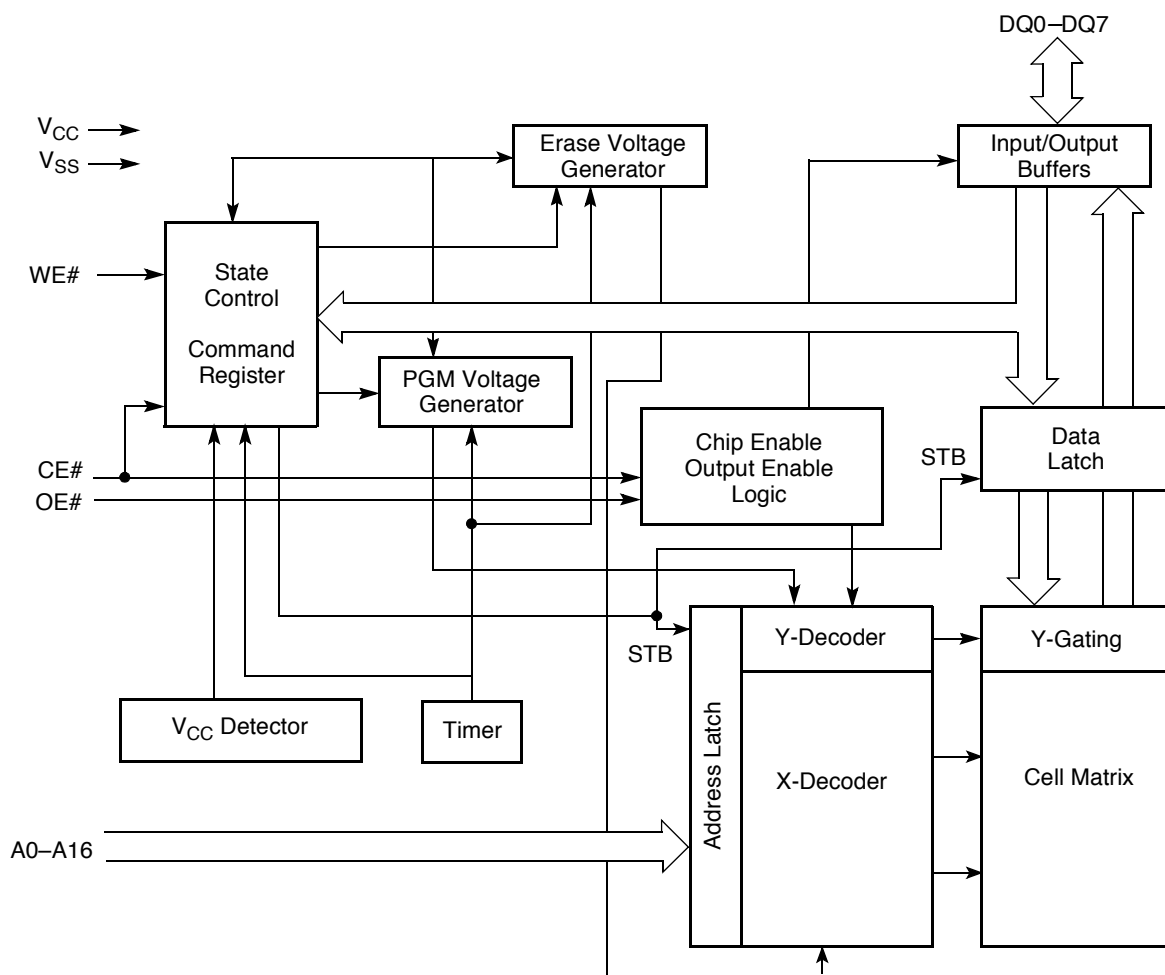 DQ0–DQ7
VCC
VSS
Erase Voltage
Generator
Input/Output
Buffers
WE#
State
Control
Command
Register
PGM Voltage
Generator
CE#
OE#
Chip Enable
Output Enable
Logic
STB
Data
Latch
STB
Y-Decoder
Y-Gating
VCC Detector
Timer
Address Latch
X-Decoder
Cell Matrix
A0–A16